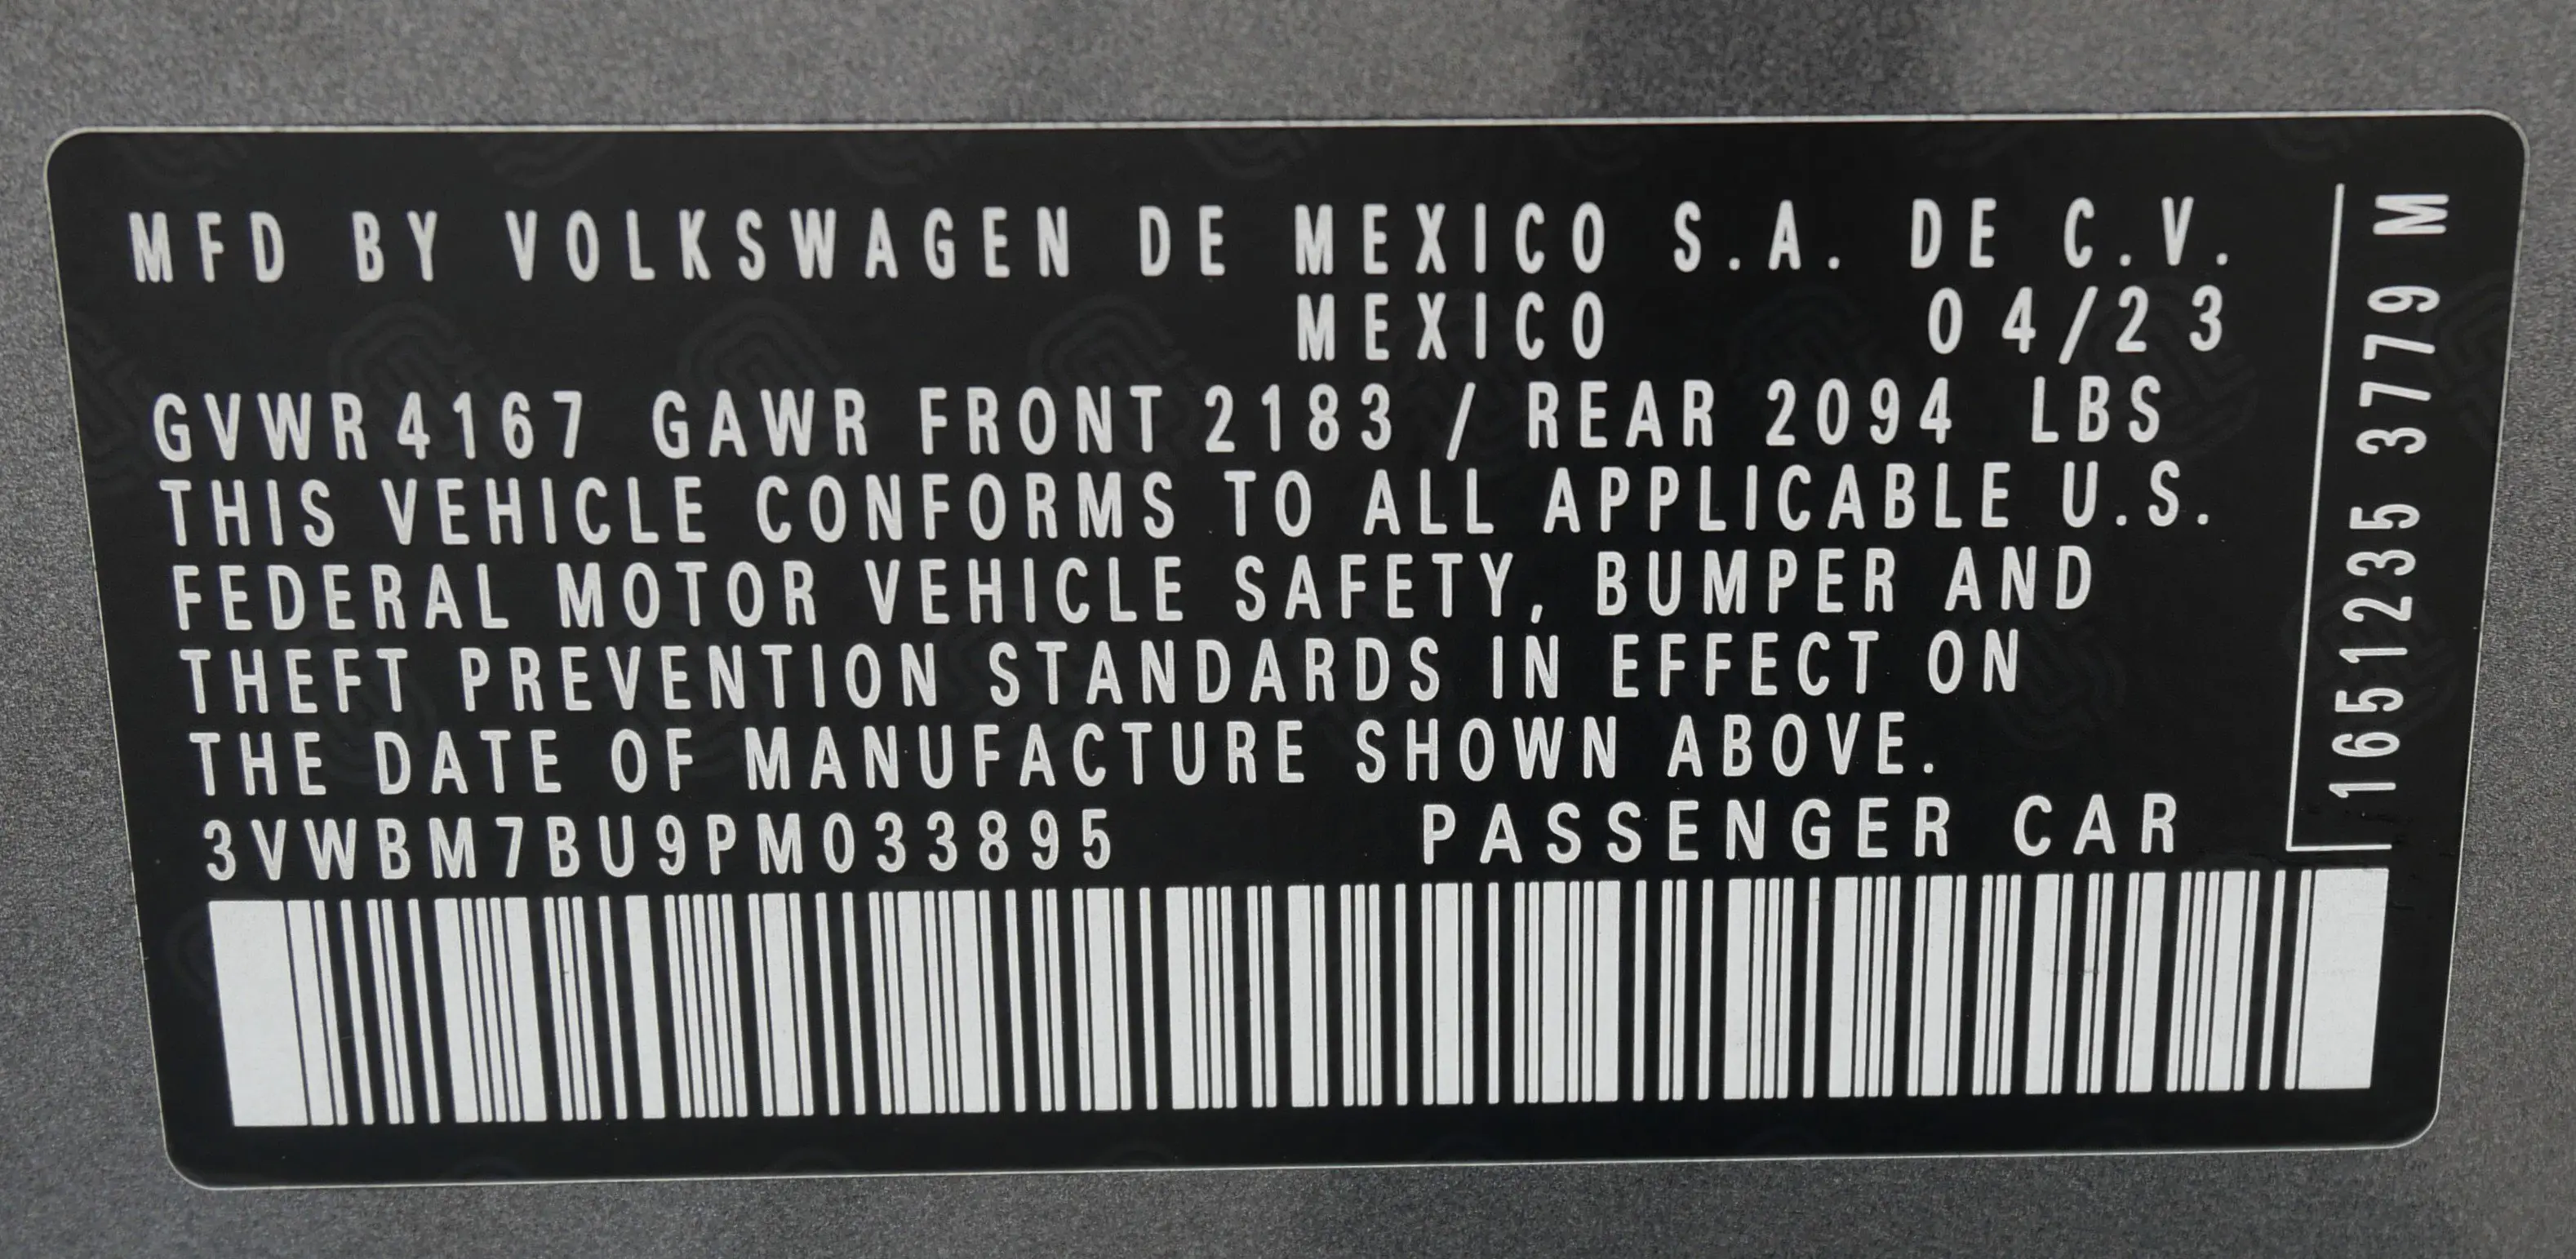 MFD BY VOLKSWAGEN DE MEXICO S.A. DE C.V.
MEXICO 04/23
GVWR 4167 GAWR FRONT 2183 / REAR 2094 LBS
THIS VEHICLE CONFORMS TO ALL APPLICABLE U.S.
FEDERAL MOTOR VEHICLE SAFETY, BUMPER AND
THEFT PREVENTION STANDARDS IN EFFECT ON
THE DATE OF MANUFACTURE SHOWN ABOVE.
3VWBM7BU9PM033895 PASSENGER CAR
1651235 3779 M